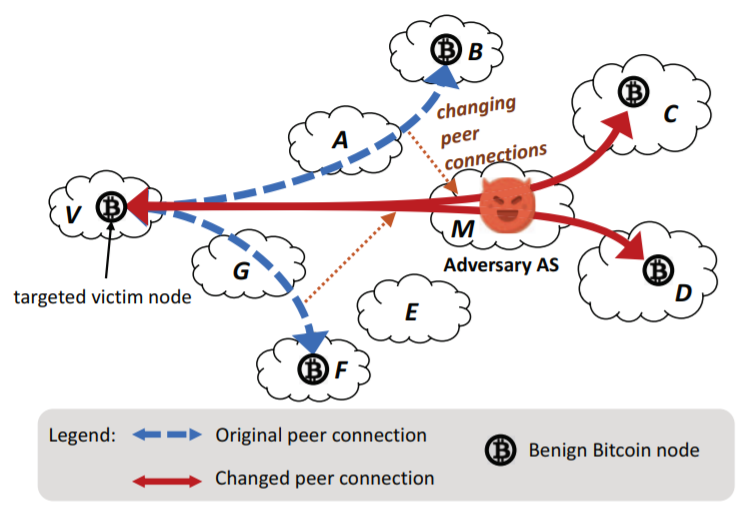 B
changing
peer
connections
C
A
V
M
Adversary AS
G
targeted victim node
E
D
F
Legend:
Original peer connection
Changed peer connection
Benign Bitcoin node